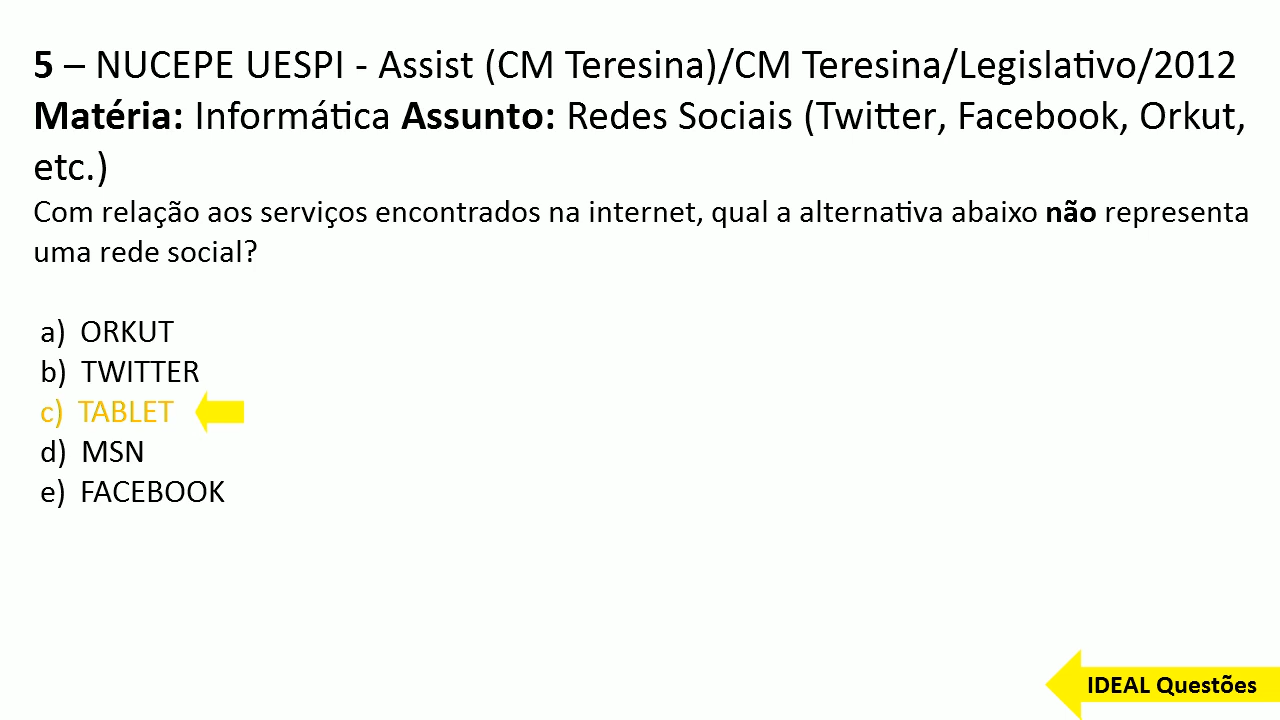 5 – NUCEPE UESPI - Assist (CM Teresina)/CM Teresina/Legislativo/2012
Matéria: Informática Assunto: Redes Sociais (Twitter, Facebook, Orkut,
etc.)
Com relação aos serviços encontrados na internet, qual a alternativa abaixo não representa
uma rede social?
a) ORKUT
b) TWITTER
c) TABLET
d) MSN
e) FACEBOOK
IDEAL Questões